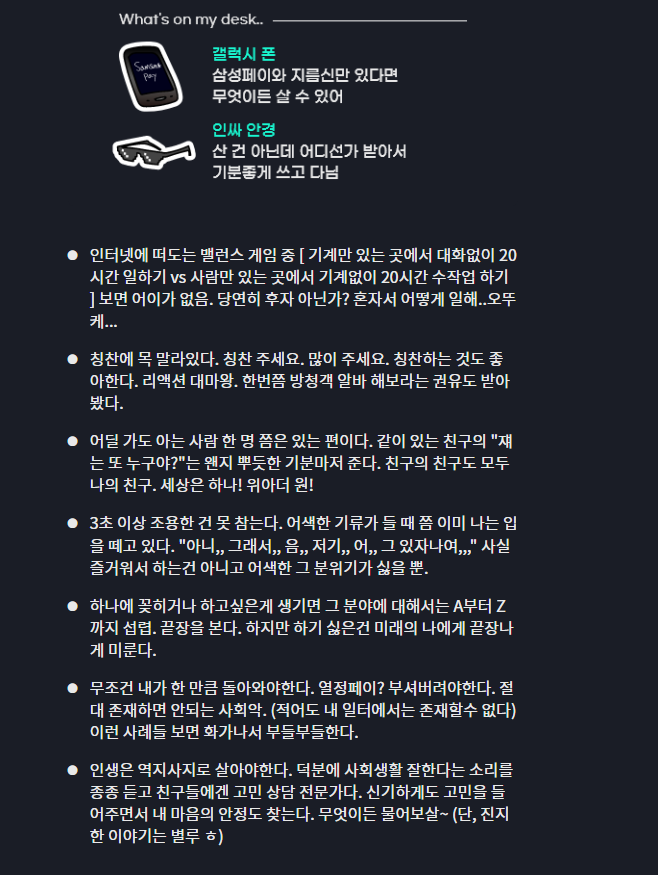 What's on my desk..
Samsung
Pay
갤럭시 폰
삼성페이와 지름신만 있다면
무엇이든 살 수 있어
인싸 안경
산 건 아닌데 어디선가 받아서
기분좋게 쓰고 다님
● 인터넷에 떠도는 밸런스 게임 중 [ 기계만 있는 곳에서 대화없이 20
시간 일하기 vs 사람만 있는 곳에서 기계없이 20시간 수작업 하기
] 보면 어이가 없음. 당연히 후자 아닌가? 혼자서 어떻게 일해..오뚜
케...
● 칭찬에 목 말라있다. 칭찬 주세요. 많이 주세요. 칭찬하는 것도 좋
아한다. 리액션 대마왕. 한번쯤 방청객 알바 해보라는 권유도 받아
봤다.
● 어딜 가도 아는 사람 한 명 쯤은 있는 편이다. 같이 있는 친구의 "쟤
는 또 누구야?"는 왠지 뿌듯한 기분마저 준다. 친구의 친구도 모두
나의 친구. 세상은 하나! 위아더 원!
● 3초 이상 조용한 건 못 참는다. 어색한 기류가 들 때 쯤 이미 나는 입
을 떼고 있다. "아니,, 그래서,, 음,, 저기,, 어,, 그 있자나여,,," 사실
즐거워서 하는건 아니고 어색한 그 분위기가 싫을 뿐.
● 하나에 꽂히거나 하고싶은게 생기면 그 분야에 대해서는 A부터 Z
까지 섭렵. 끝장을 본다. 하지만 하기 싫은건 미래의 나에게 끝장나
게 미룬다.
● 무조건 내가 한 만큼 돌아와야한다. 열정페이? 부셔버려야한다. 절
대 존재하면 안되는 사회악. (적어도 내 일터에서는 존재할수 없다)
이런 사례들 보면 화가나서 부들부들한다.
● 인생은 역지사지로 살아야한다. 덕분에 사회생활 잘한다는 소리를
종종 듣고 친구들에겐 고민 상담 전문가다. 신기하게도 고민을 들
어주면서 내 마음의 안정도 찾는다. 무엇이든 물어보살~ (단, 진지
한 이야기는 별루 ㅎ)